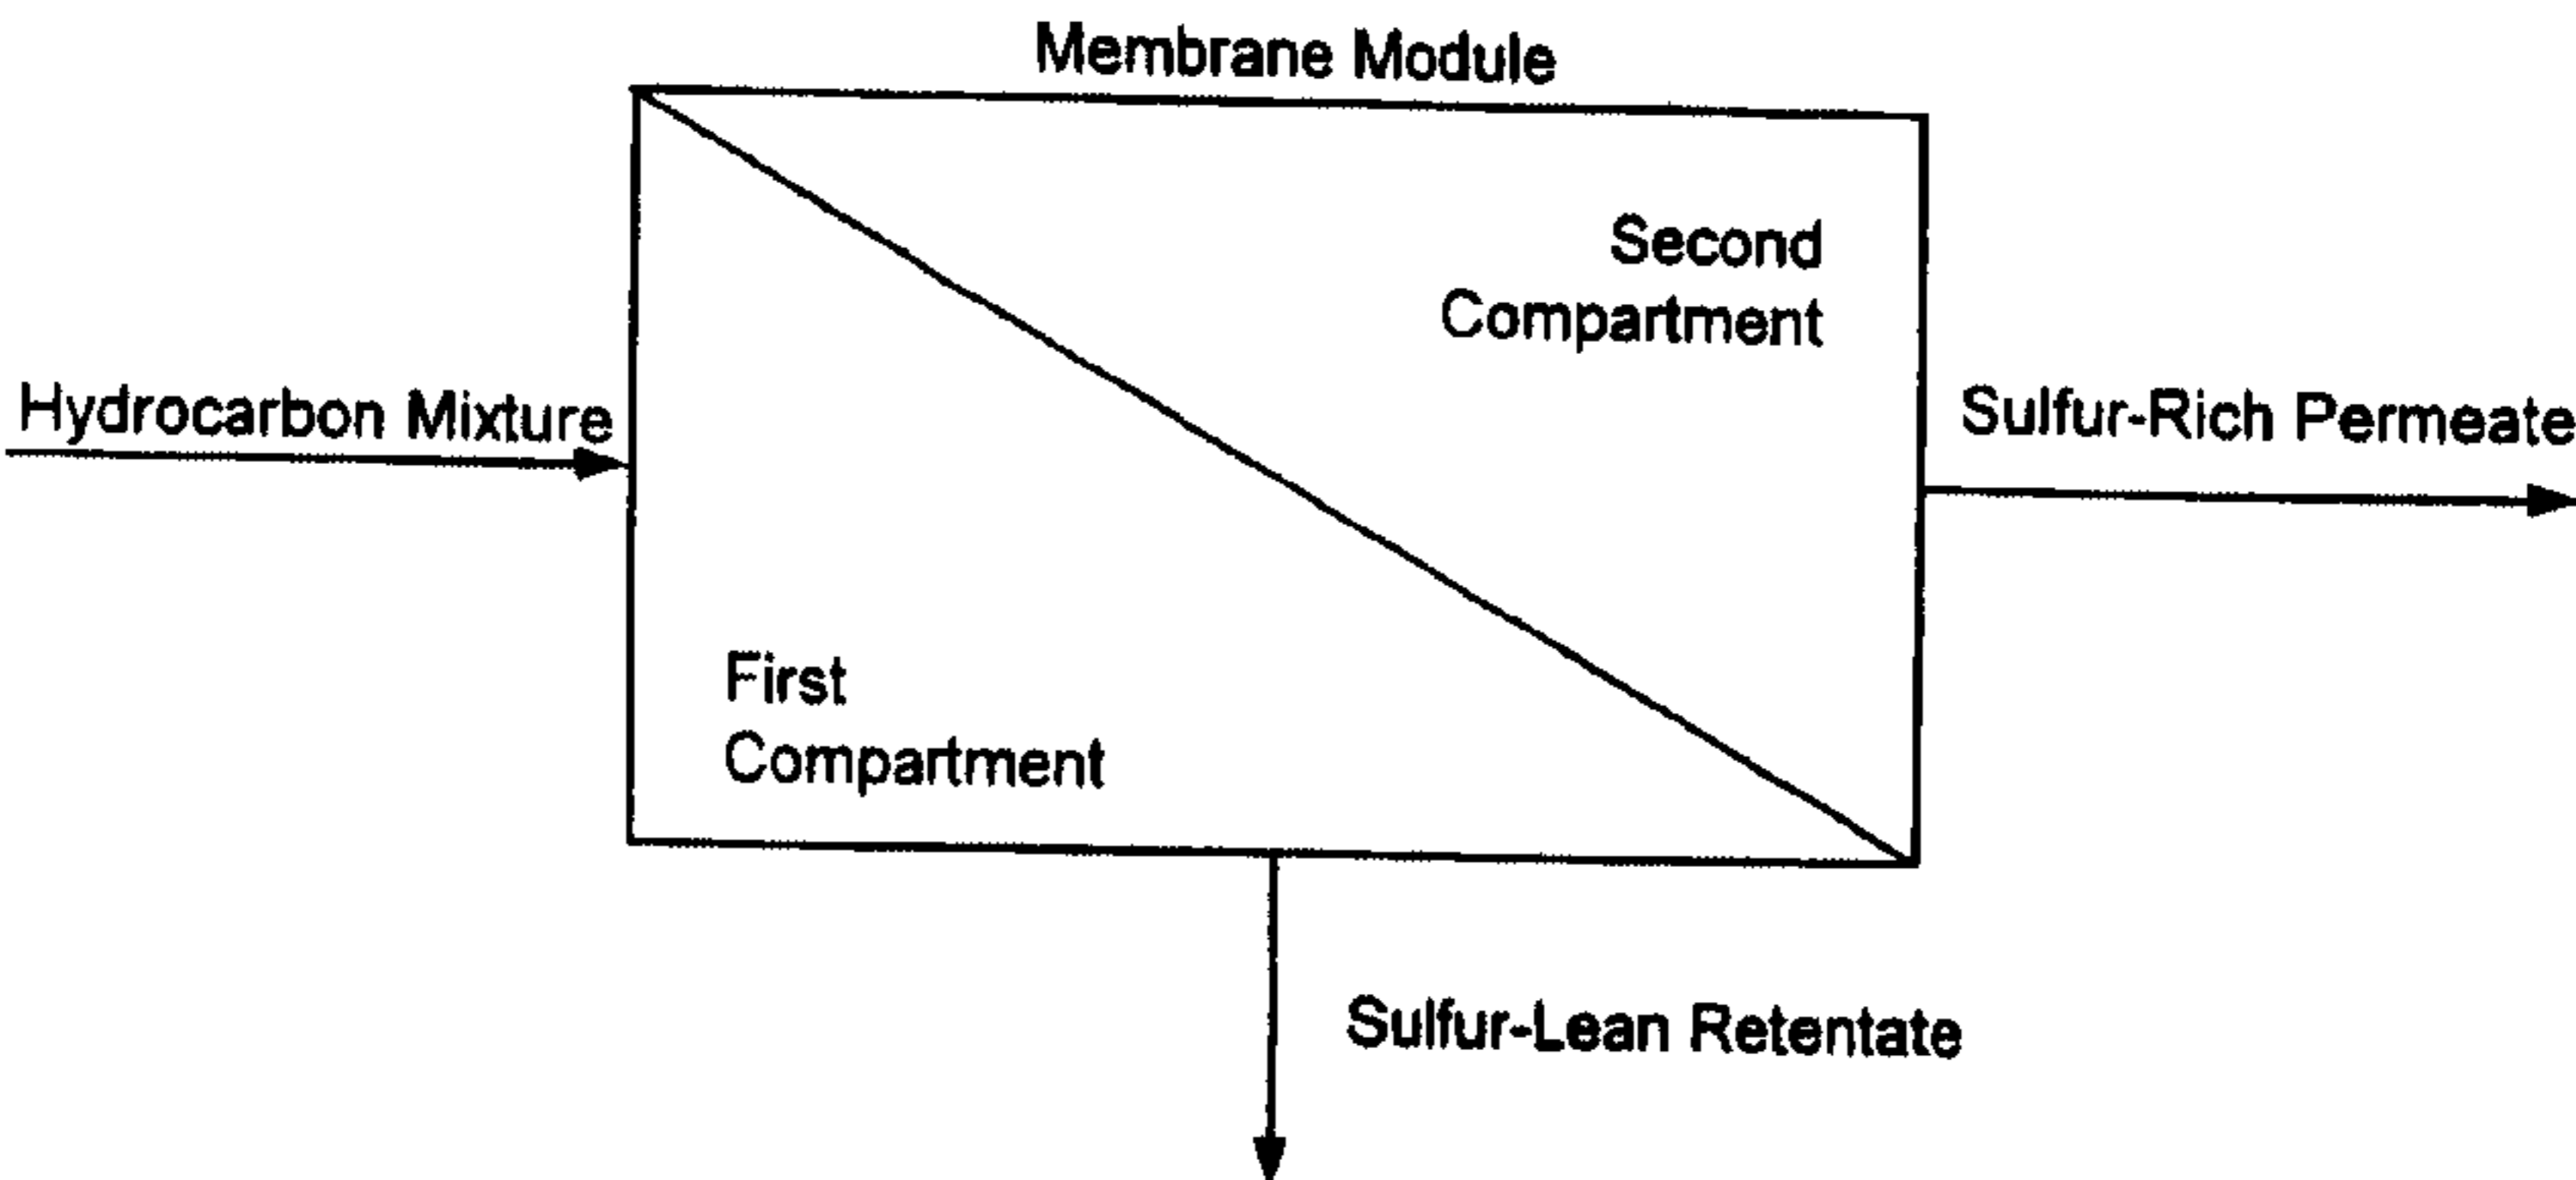 Membrane Module
Second
Compartment
Hydrocarbon Mixture
Sulfur-Rich Permeate
First
Compartment
Sulfur-Lean Retentate